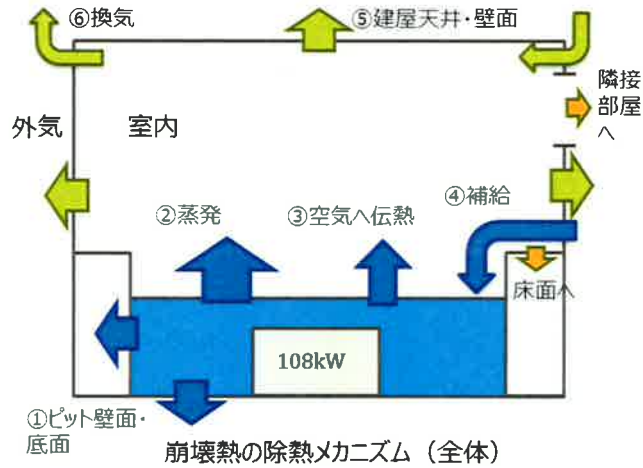 ⑥換気
⑤建屋天井・壁面
隣接
部屋
へ
外気
室内
②蒸発
③空気へ伝熱
④補給
床面へ
108kW
①ピット壁面・
底面
崩壊熱の除熱メカニズム（全体）